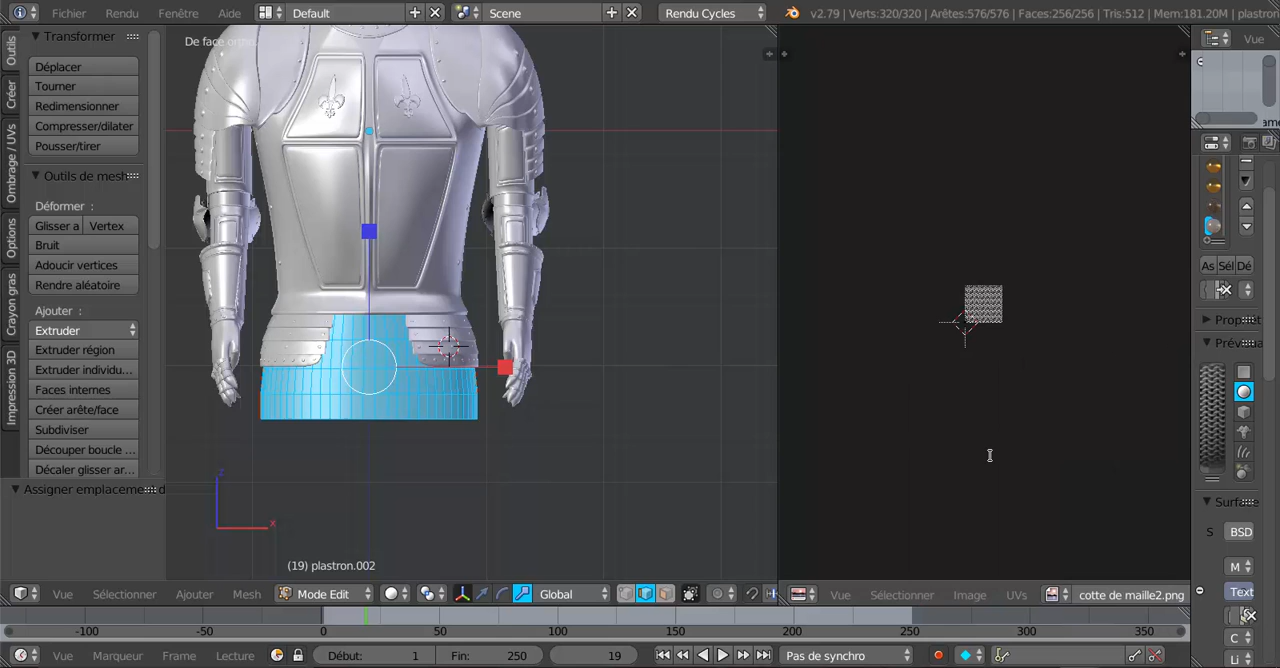 Fichier Rendu Fenêtre Aide Default Scene Rendu Cycles v2.79 | Verts:320/320 | Arêtes:576/576 | Faces:256/256 | Tris:512 | Mem:181.20M | plastron
Outils
Créer
Ombrage / UVs
Options
Crayon gras
Impression 3D
Transformer
Déplacer
Tourner
Redimensionner
Compresser/dilater
Pousser/tirer
Outils de mesh
Déformer :
Glisser a Vertex
Bruit
Adoucir vertices
Rendre aléatoire
Ajouter :
Extruder
Extruder région
Extruder individu...
Faces internes
Créer arête/face
Subdiviser
Découper boucle ...
Décaler glisser ar...
Assigner emplacement d
De face ortho
z
x
(19) plastron.002
Vue Sélectionner Ajouter Mesh Mode Edit Global
Vue Sélectionner Image UVs cotte de maille2.png
Vue
ame
As Sél Dé
Propriét
Prévi
Surface
S BSD
M
Text
C
Li
-100 -50 0 50 100 150 200 250 300 350
Vue Marqueur Frame Lecture Début: 1 Fin: 250 19 Pas de synchro